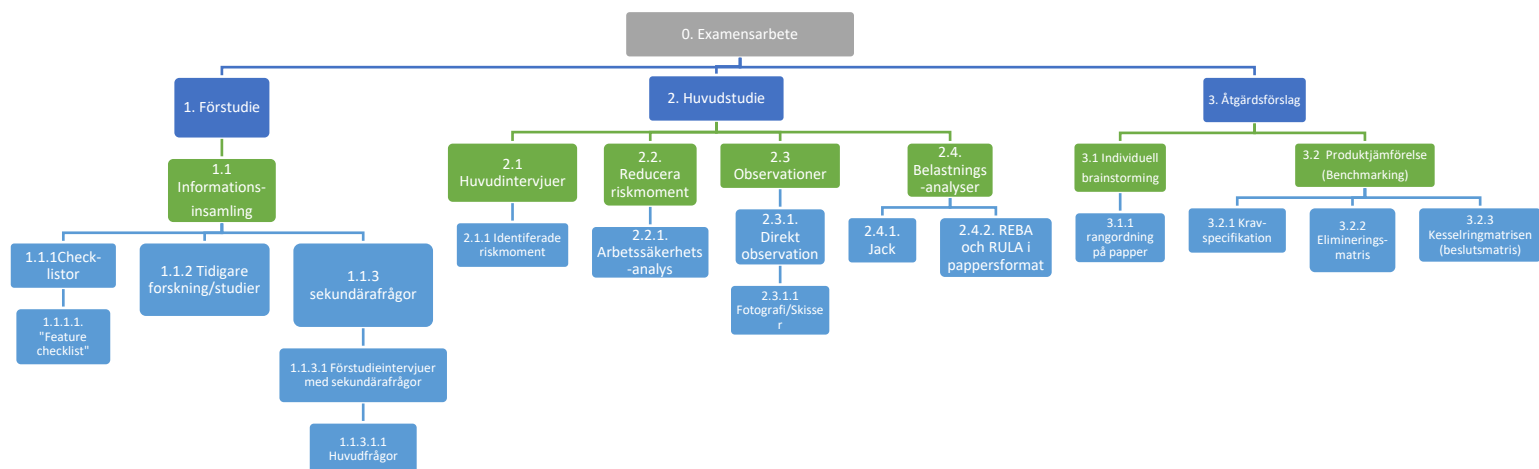 0. Examensarbete
1. Förstudie
2. Huvudstudie
3. Åtgärdsförslag
1.1
Informations-
insamling
2.1
Huvudintervjuer
2.2.
Reducera
riskmoment
2.3
Observationer
2.4.
Belastnings
-analyser
3.1 Individuell
brainstorming
3.2 Produktjämförelse
(Benchmarking)
1.1.1Check-
listor
1.1.2 Tidigare
forskning/studier
1.1.3
sekundärafrågor
2.1.1 Identiferade
riskmoment
2.2.1.
Arbetssäkerhets
-analys
2.3.1.
Direkt
observation
2.4.1.
Jack
2.4.2. REBA
och RULA i
pappersformat
3.1.1
rangordning
på papper
3.2.1 Krav-
specifikation
3.2.2
Eliminerings-
matris
3.2.3
Kesselringmatrisen
(beslutsmatris)
1.1.1.1.
"Feature
checklist"
1.1.3.1 Förstudieintervjuer
med sekundärafrågor
2.3.1.1
Fotografi/Skisse
r
1.1.3.1.1
Huvudfrågor